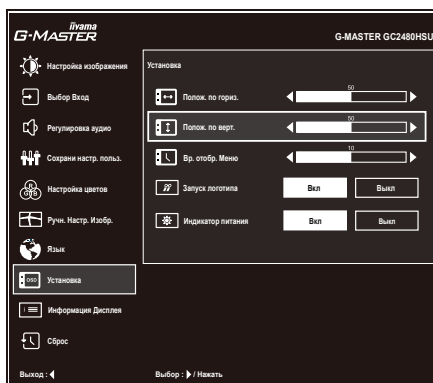 iiyama
G-MASTER
G-MASTER GC2480HSU
Настройка изображения
Выбор Вход
Регулировка аудио
Сохрани настр. польз.
Настройка цветов
Ручн. Настр. Изобр.
Язык
OSD
Установка
Информация Дисплея
Сброс
Установка
Полож. по гориз.
50
Полож. по верт.
50
Вр. отобр. Меню
10
Запуск логотипа
Вкл
Выкл
Индикатор питания
Вкл
Выкл
Выход :
Выбор : / Нажать